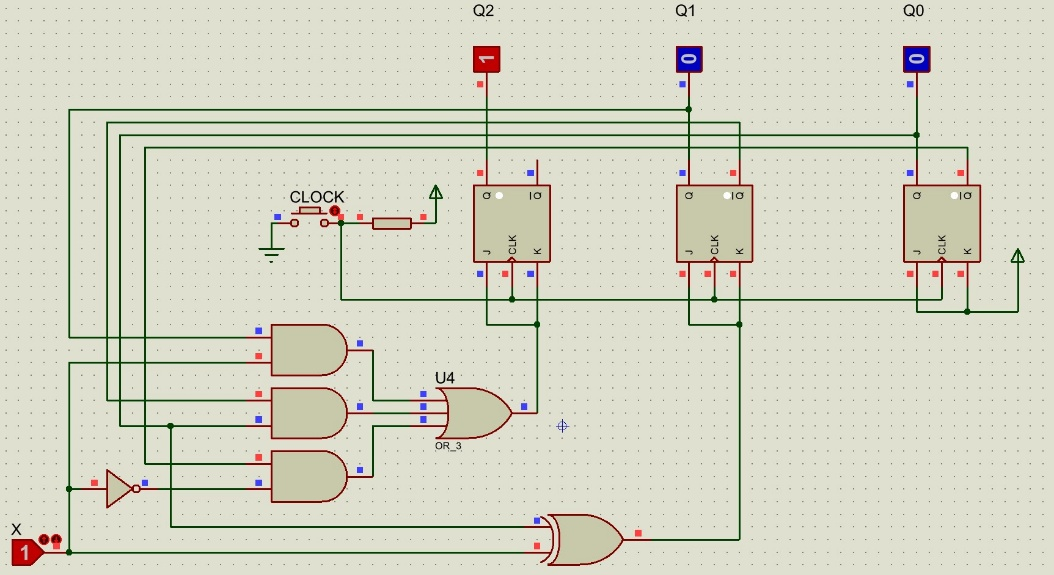 Q2 Q1 Q0
1 0 0
CLOCK
Q !Q Q !Q Q !Q
J CLK K J CLK K J CLK K
U4
OR_3
X
1